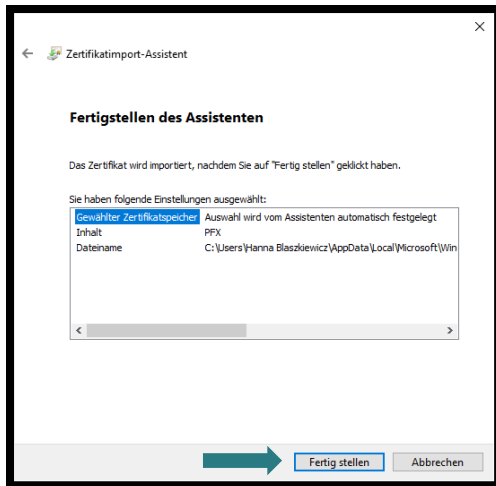 Zertifikatimport-Assistent
Fertigstellen des Assistenten
Das Zertifikat wird importiert, nachdem Sie auf "Fertig stellen" geklickt haben.
Sie haben folgende Einstellungen ausgewählt:
Gewählter Zertifikatspeicher Auswahl wird vom Assistenten automatisch festgelegt
Inhalt PFX
Dateiname C:\Users\Hanna Blaszkiewicz\AppData\Local\Microsoft\Win
Fertig stellen Abbrechen